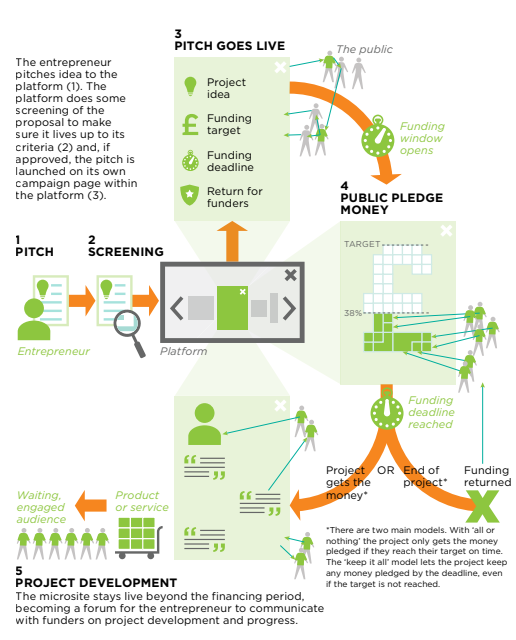 3
PITCH GOES LIVE
The public
The entrepreneur
pitches idea to the
platform (1). The
platform does some
screening of the
proposal to make
sure it lives up to its
criteria (2) and, if
approved, the pitch is
launched on its own
campaign page within
the platform (3).
Project
idea
£ Funding
target
Funding
deadline
Return for
funders
Funding
window
opens
4
PUBLIC PLEDGE
MONEY
TARGET
38%
1
PITCH
2
SCREENING
Entrepreneur
Platform
Funding
deadline
reached
Project
gets the
money*
OR
End of
project*
Funding
returned
Waiting,
engaged
audience
Product
or service
*There are two main models. With ‘all or
nothing’ the project only gets the money
pledged if they reach their target on time.
The ‘keep it all’ model lets the project keep
any money pledged by the deadline, even
if the target is not reached.
5
PROJECT DEVELOPMENT
The microsite stays live beyond the financing period,
becoming a forum for the entrepreneur to communicate
with funders on project development and progress.